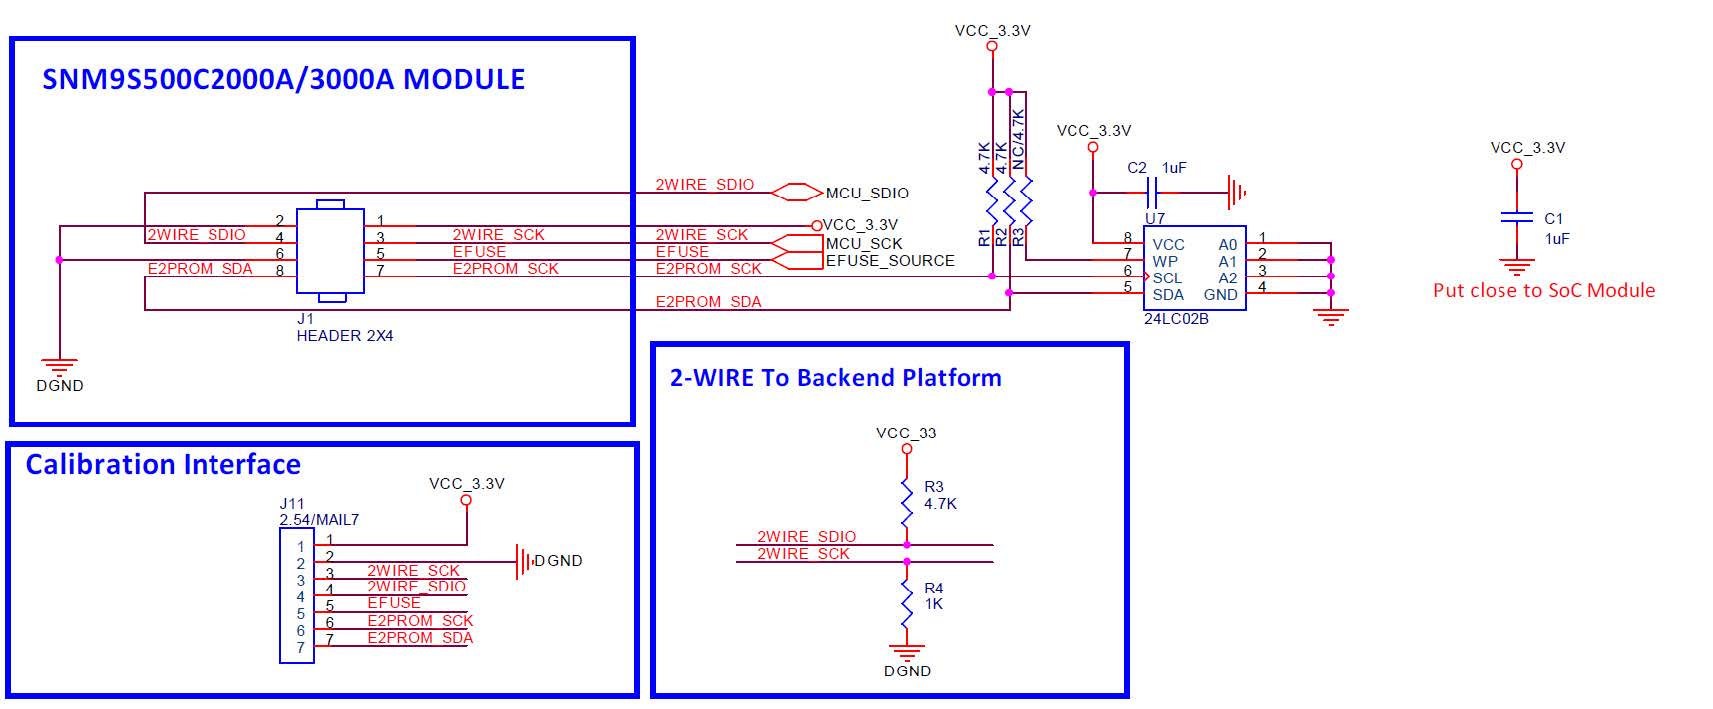 SNM9S500C2000A/3000A MODULE
2WIRE_SDIO
MCU_SDIO
2
1
VCC_3.3V
2WIRE_SDIO
4
3
2WIRE_SCK
2WIRE_SCK
MCU_SCK
6
5
EFUSE
EFUSE
EFUSE_SOURCE
E2PROM_SDA
8
7
E2PROM_SCK
E2PROM_SCK
E2PROM_SDA
J1
HEADER 2X4
DGND
VCC_3.3V
4.7K
4.7K
NC/4.7K
R1
R2
R3
VCC_3.3V
C2
1uF
U7
8
VCC
A0
1
7
WP
A1
2
6
SCL
A2
3
5
SDA
GND
4
24LC02B
VCC_3.3V
C1
1uF
Put close to SoC Module
Calibration Interface
VCC_3.3V
J11
2.54/MAIL7
1
1
2
2
DGND
3
3
2WIRE_SCK
4
4
2WIRE_SDIO
5
5
EFUSE
6
6
E2PROM_SCK
7
7
E2PROM_SDA
2-WIRE To Backend Platform
VCC_33
R3
4.7K
2WIRE_SDIO
2WIRE_SCK
R4
1K
DGND